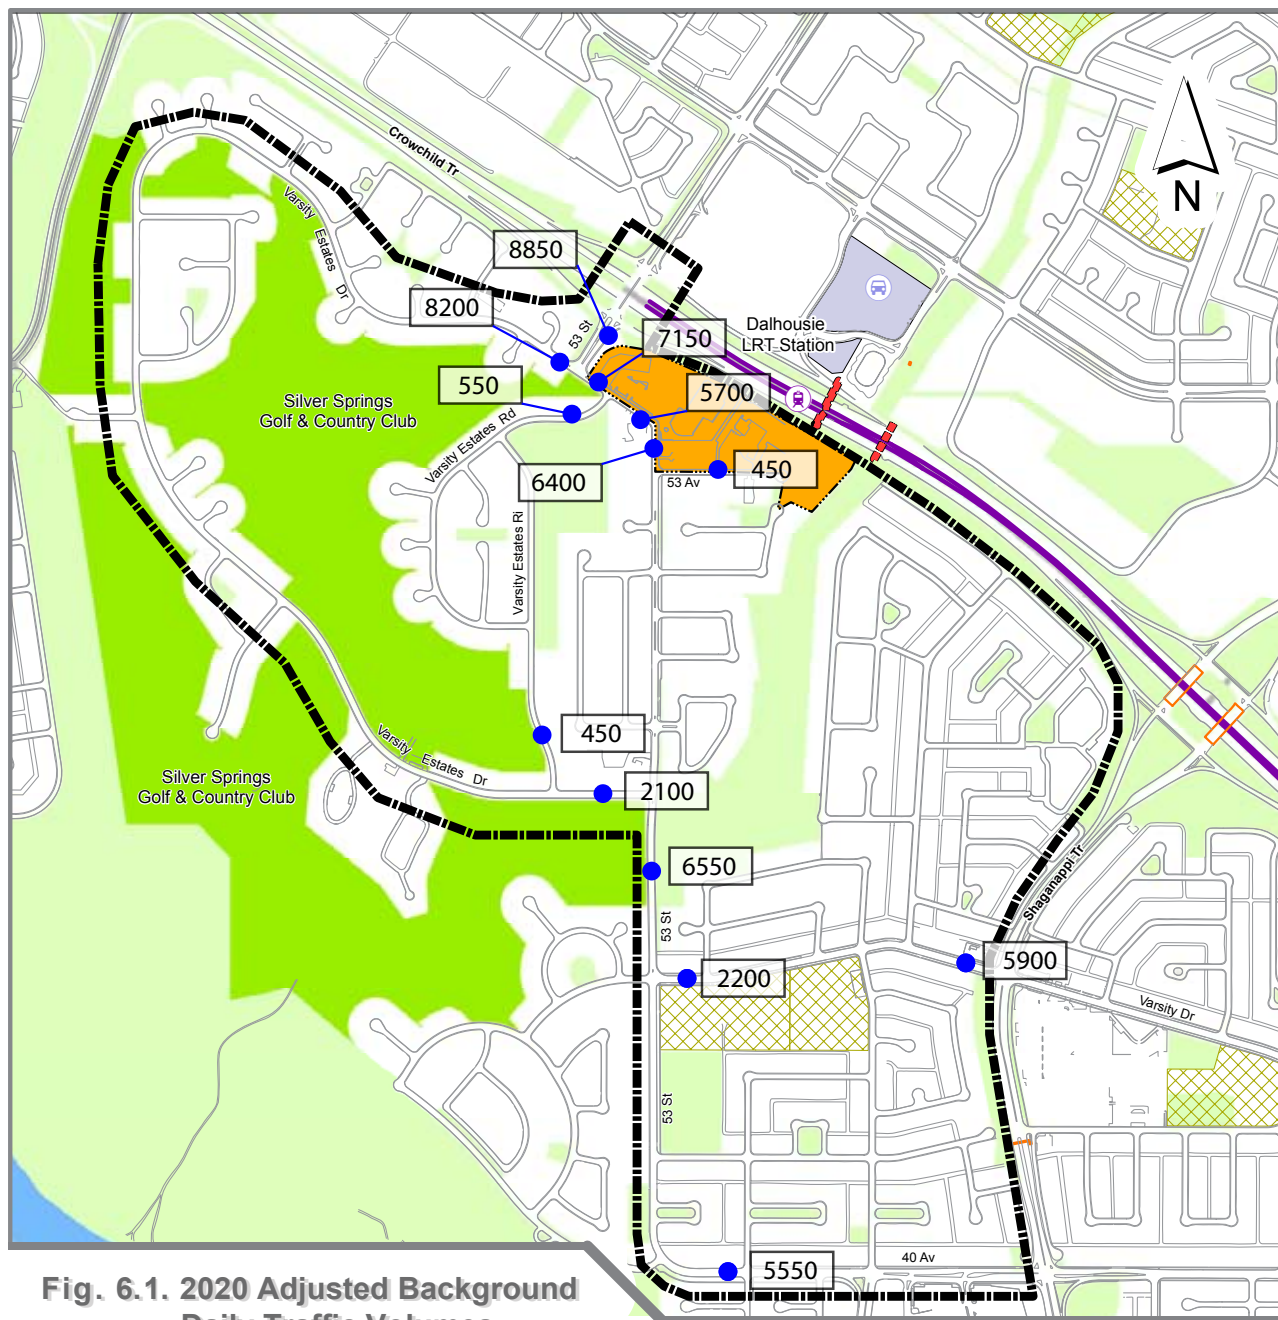 Crowchild Tr
N
Varsity Estates Dr
8850
8200
53 St
7150
Dalhousie
LRT Station
550
5700
Silver Springs
Golf & Country Club
Varsity Estates Rd
6400
53 Av
450
Varsity Estates Ri
450
Varsity Estates Dr
Silver Springs
Golf & Country Club
2100
6550
Shaganappi Tr
53 St
5900
2200
Varsity Dr
53 St
40 Av
5550
Fig. 6.1. 2020 Adjusted Background
Daily Traffic Volumes